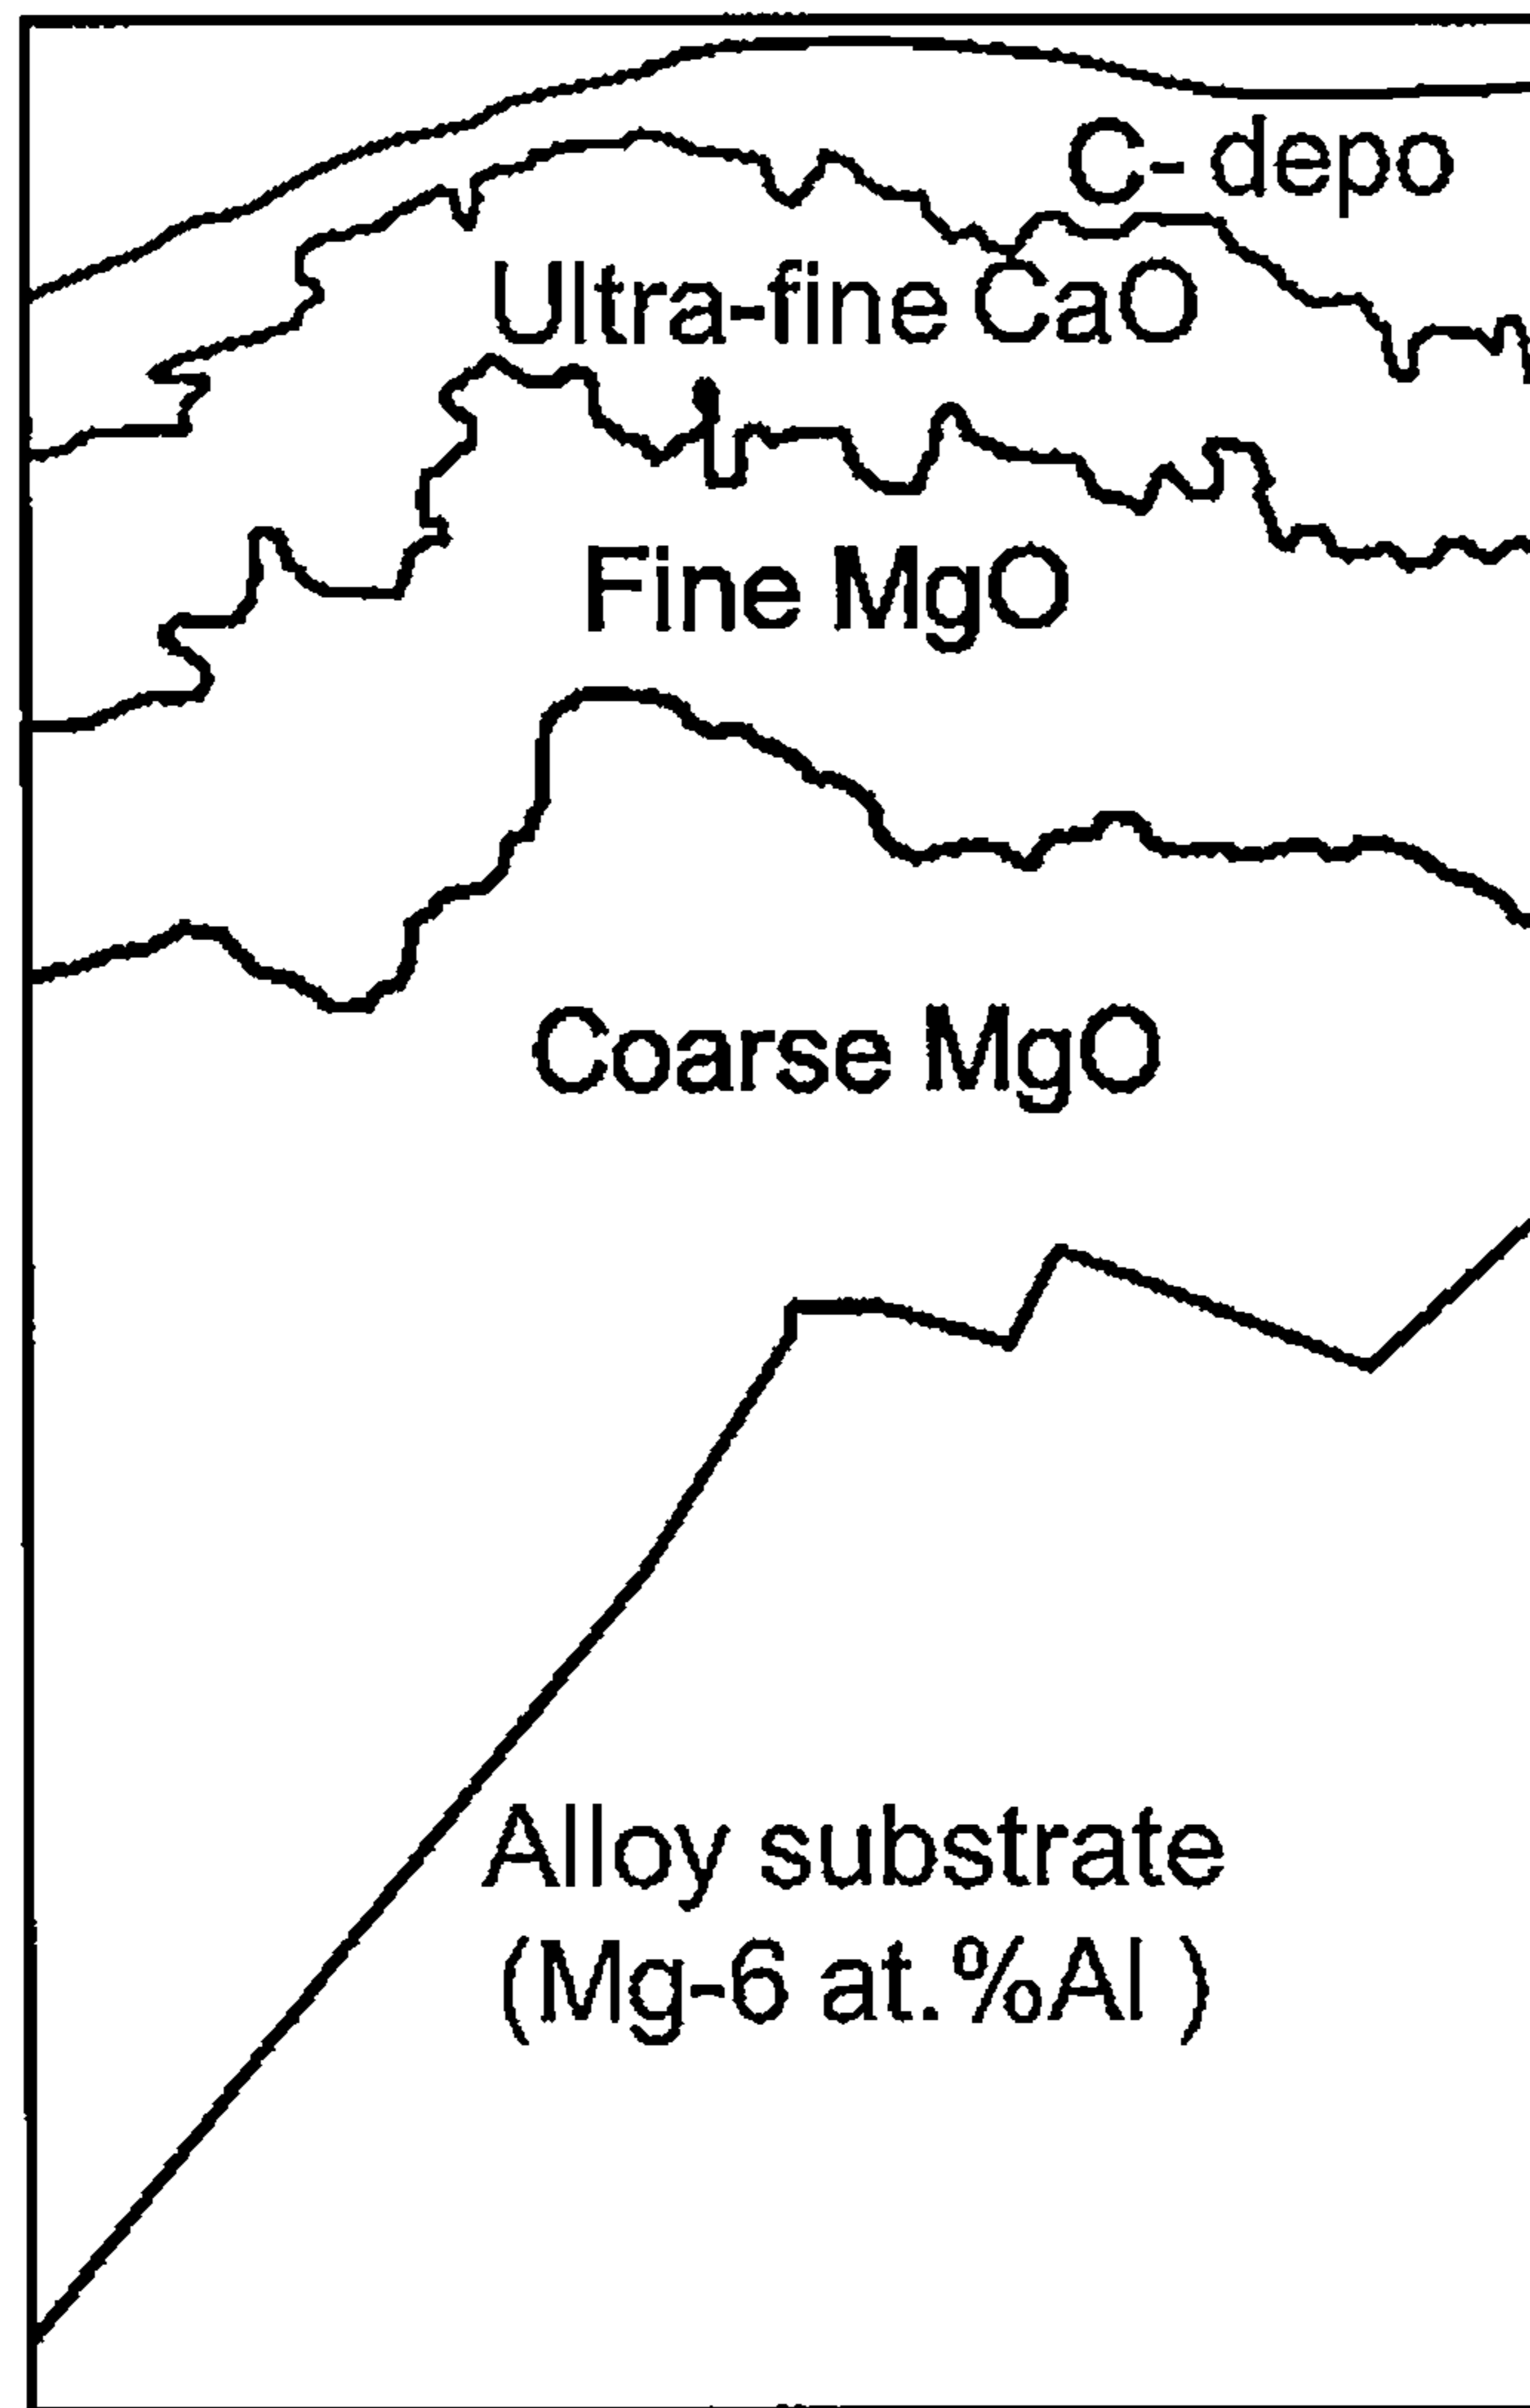 C- depo
Ultra-fine CaO
Fine MgO
Coarse MgO
Alloy substrate
(Mg-6 at.%Al )